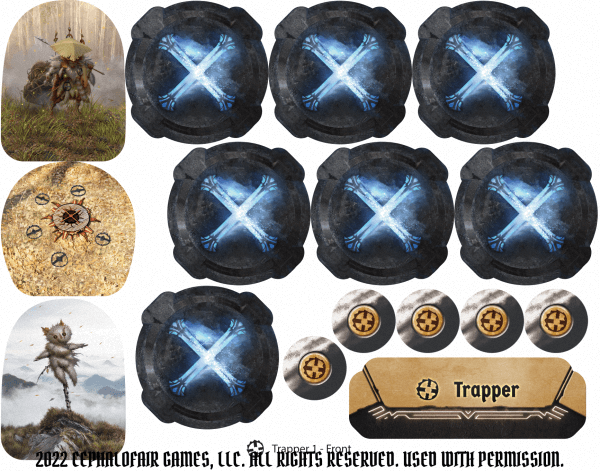 Trapper
Trapper 1 - Front
2022 CEPHALOFAIR GAMES, LLC. ALL RIGHTS RESERVED. USED WITH PERMISSION.